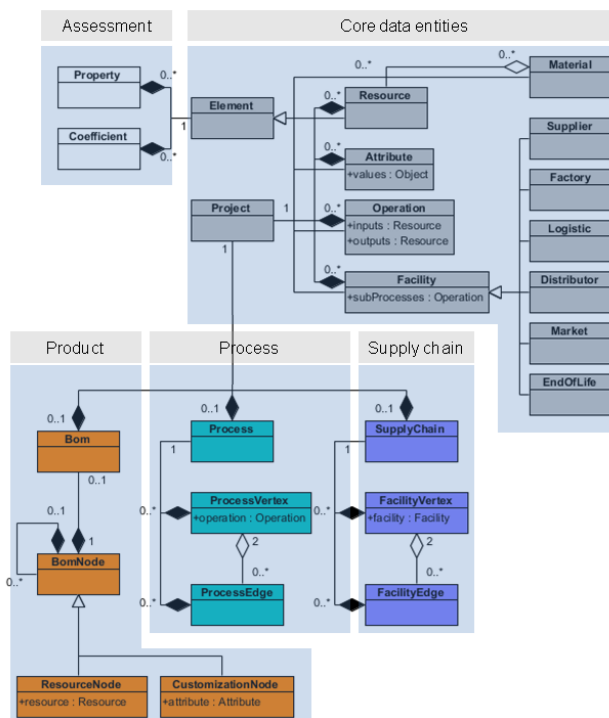 Assessment
Core data entities
Property
0..*
Coefficient
0..*
1
Element
0..*
0..*
Material
Resource
0..*
Attribute
+values : Object
0..*
Project
1
1
0..*
Operation
+inputs : Resource
+outputs : Resource
0..*
Facility
+subProcesses : Operation
Supplier
Factory
Logistic
Distributor
Market
EndOfLife
Product
Process
Supply chain
0..1
Bom
0..1
0..1
1
BomNode
0..*
ResourceNode
+resource : Resource
CustomizationNode
+attribute : Attribute
0..1
Process
1
0..*
ProcessVertex
+operation : Operation
2
0..*
0..*
ProcessEdge
0..1
SupplyChain
1
0..*
FacilityVertex
+facility : Facility
2
0..*
0..*
FacilityEdge